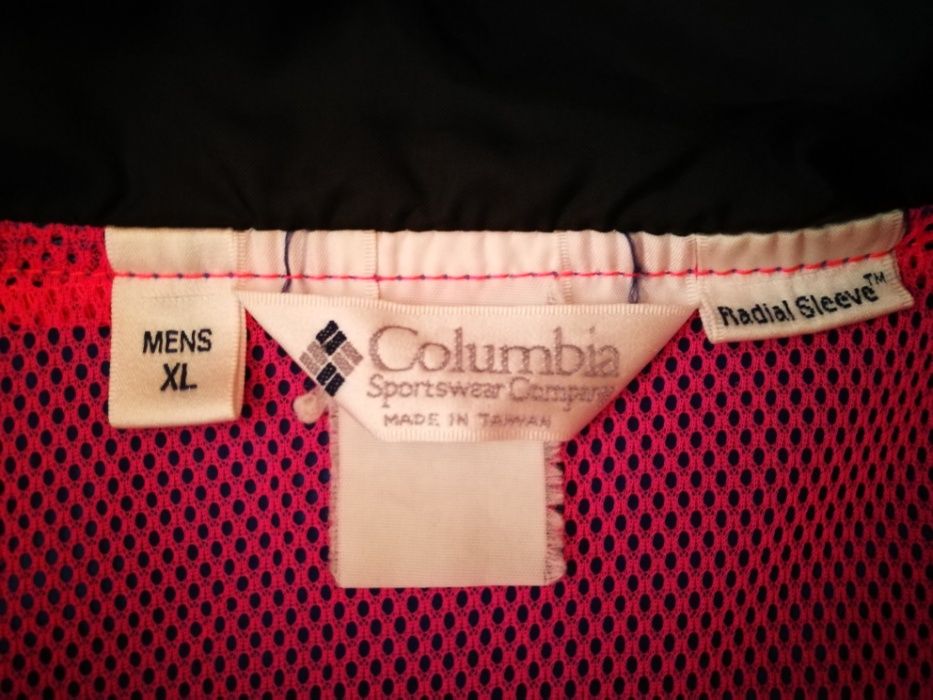 MENS
XL
Columbia
Sportswear Company
MADE IN TAIWAN
Radial Sleeve™